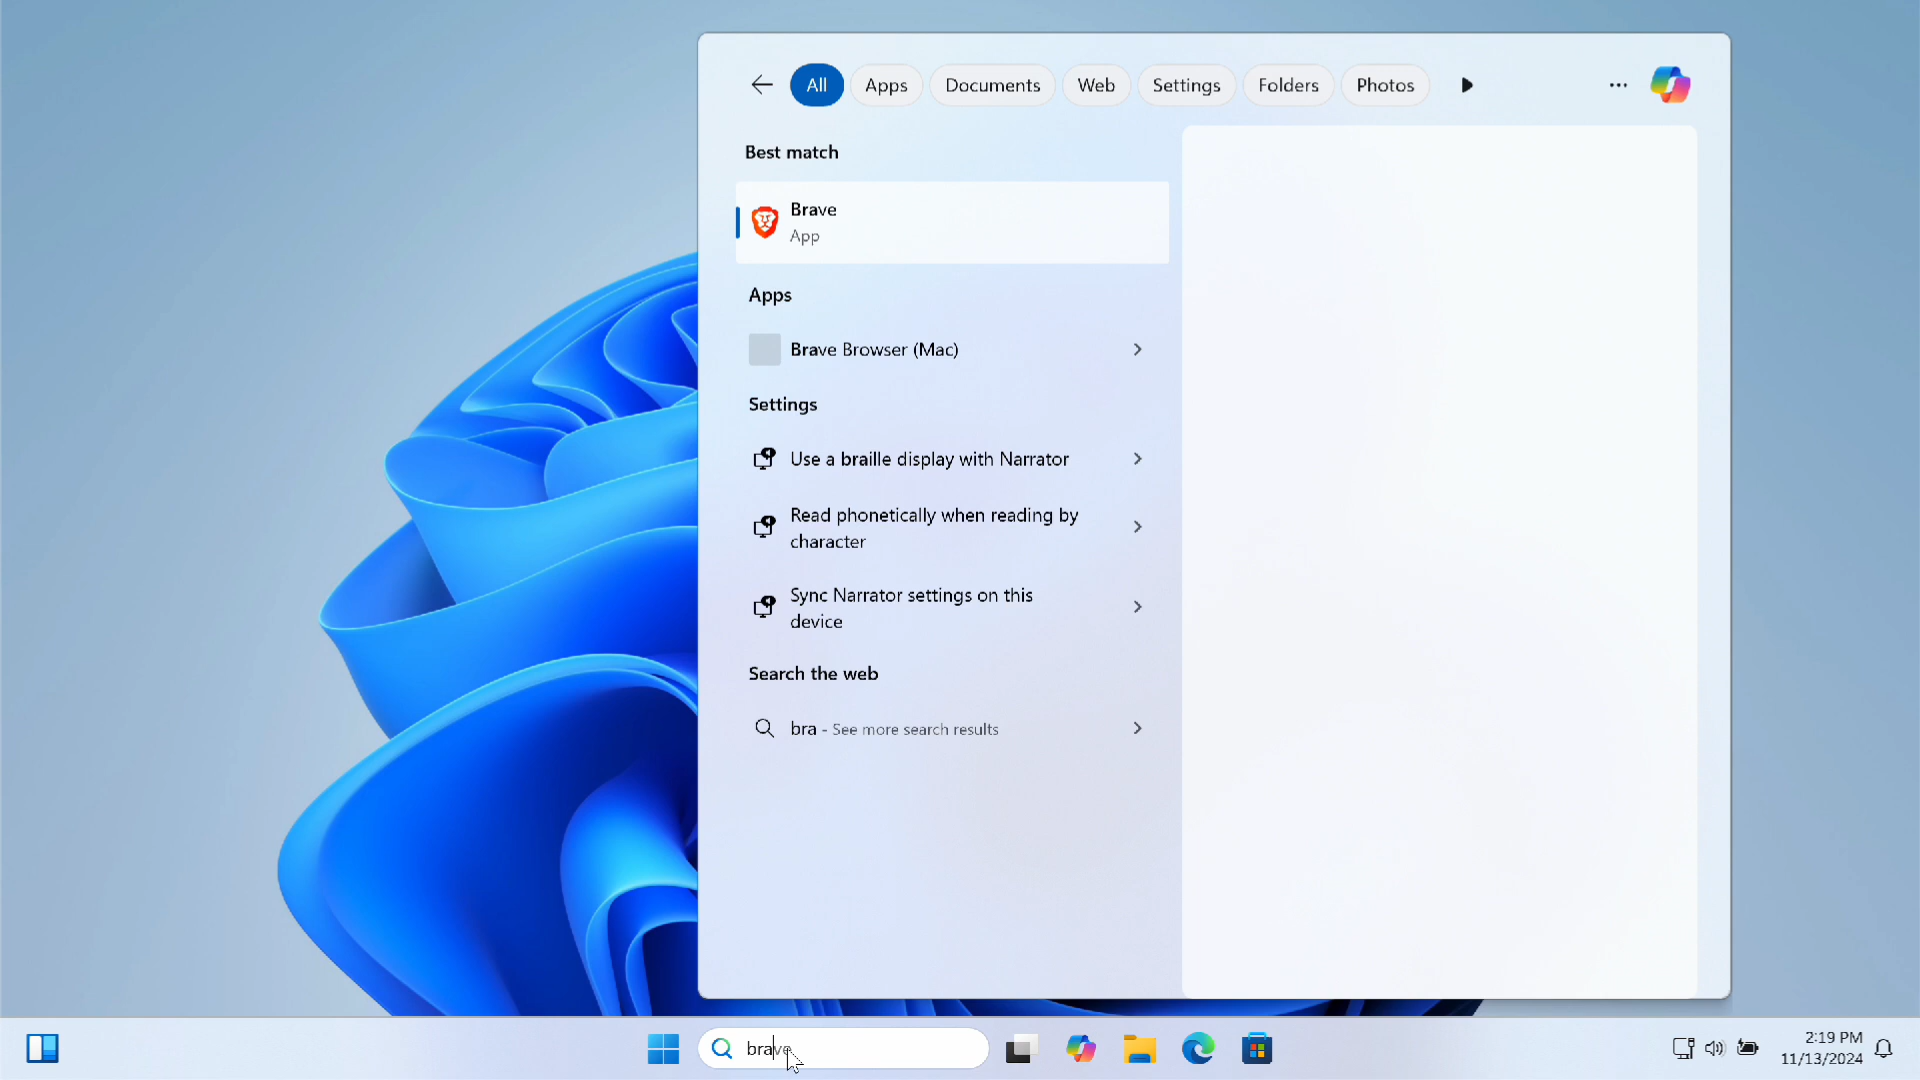 All Apps Documents Web Settings Folders Photos
Best match
Brave
App
Apps
Brave Browser (Mac)
Settings
Use a braille display with Narrator
Read phonetically when reading by
character
Sync Narrator settings on this
device
Search the web
bra - See more search results
brave
2:19 PM
11/13/2024